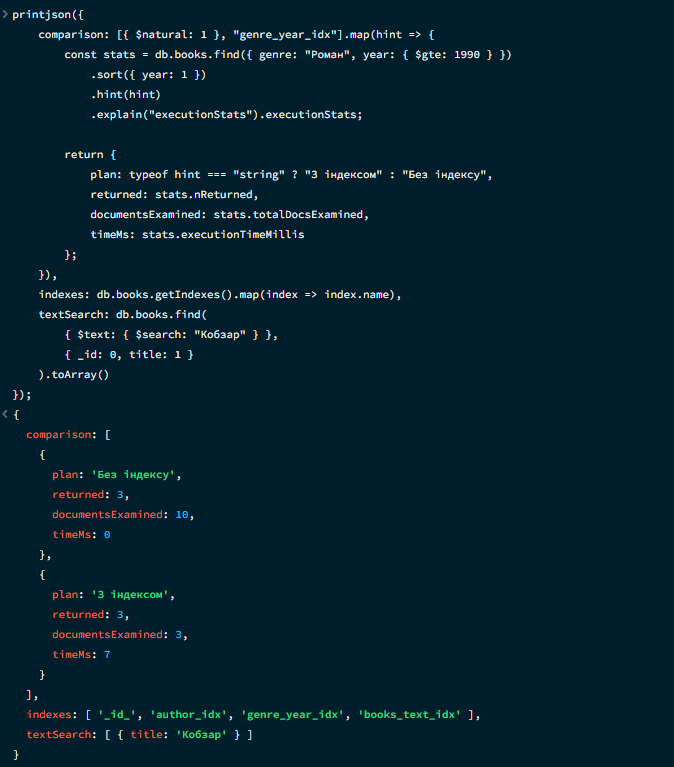 printjson({
    comparison: [{ $natural: 1 }, "genre_year_idx"].map(hint => {
        const stats = db.books.find({ genre: "Роман", year: { $gte: 1990 } })
            .sort({ year: 1 })
            .hint(hint)
            .explain("executionStats").executionStats;
        return {
            plan: typeof hint === "string" ? "З індексом" : "Без індексу",
            returned: stats.nReturned,
            documentsExamined: stats.totalDocsExamined,
            timeMs: stats.executionTimeMillis
        };
    }),
    indexes: db.books.getIndexes().map(index => index.name),
    textSearch: db.books.find(
        { $text: { $search: "Кобзар" } },
        { _id: 0, title: 1 }
    ).toArray()
});
{
  comparison: [
    {
      plan: 'Без індексу',
      returned: 3,
      documentsExamined: 10,
      timeMs: 0
    },
    {
      plan: 'З індексом',
      returned: 3,
      documentsExamined: 3,
      timeMs: 7
    }
  ],
  indexes: [ '_id_', 'author_idx', 'genre_year_idx', 'books_text_idx' ],
  textSearch: [ { title: 'Кобзар' } ]
}